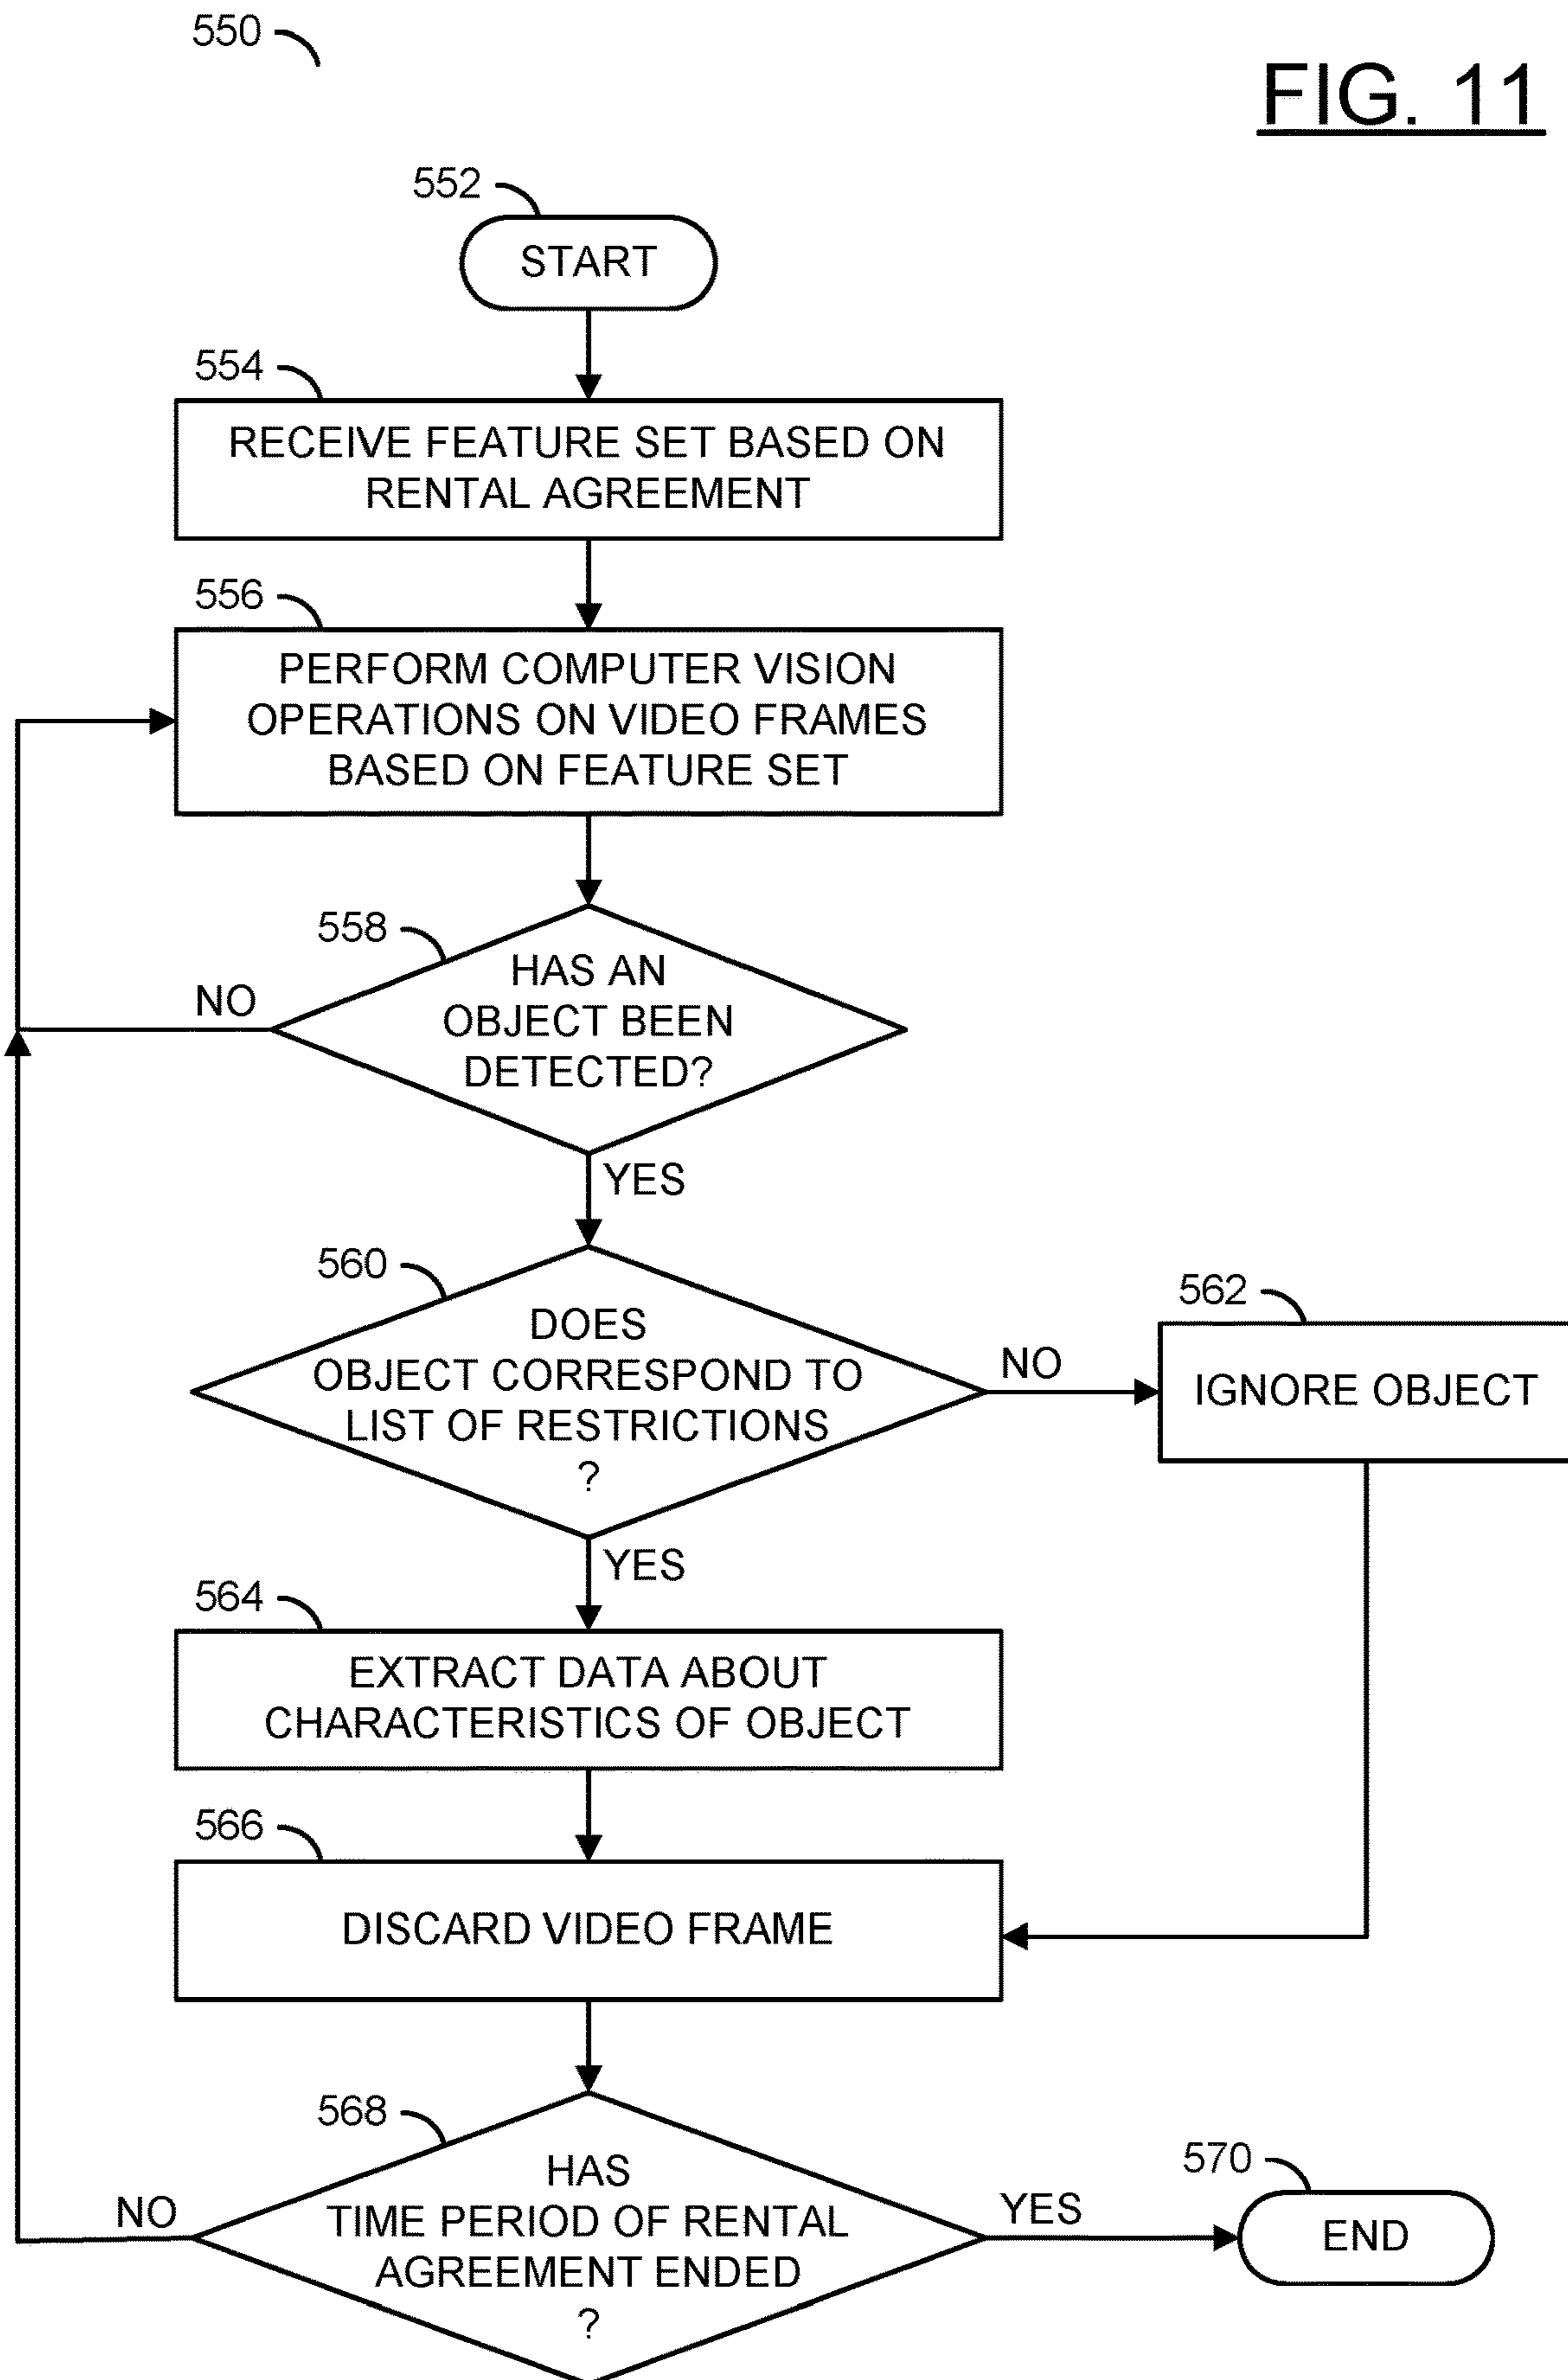 550
FIG. 11
552
START
554
RECEIVE FEATURE SET BASED ON
RENTAL AGREEMENT
556
PERFORM COMPUTER VISION
OPERATIONS ON VIDEO FRAMES
BASED ON FEATURE SET
558
HAS AN
OBJECT BEEN
DETECTED?
NO
YES
560
DOES
OBJECT CORRESPOND TO
LIST OF RESTRICTIONS
?
NO
562
IGNORE OBJECT
YES
564
EXTRACT DATA ABOUT
CHARACTERISTICS OF OBJECT
566
DISCARD VIDEO FRAME
568
HAS
TIME PERIOD OF RENTAL
AGREEMENT ENDED
?
NO
YES
570
END